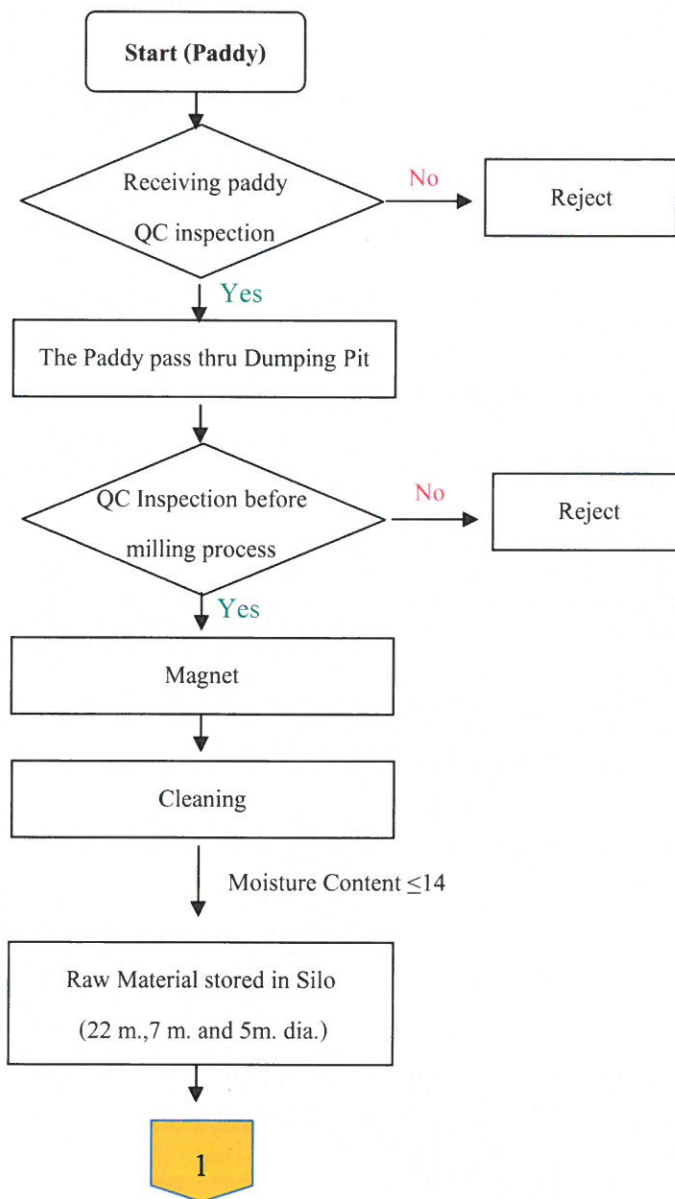 Start (Paddy)
Receiving paddy
QC inspection
No
Reject
Yes
The Paddy pass thru Dumping Pit
QC Inspection before
milling process
No
Reject
Yes
Magnet
Cleaning
Moisture Content ≤14
Raw Material stored in Silo
(22 m.,7 m. and 5m. dia.)
1